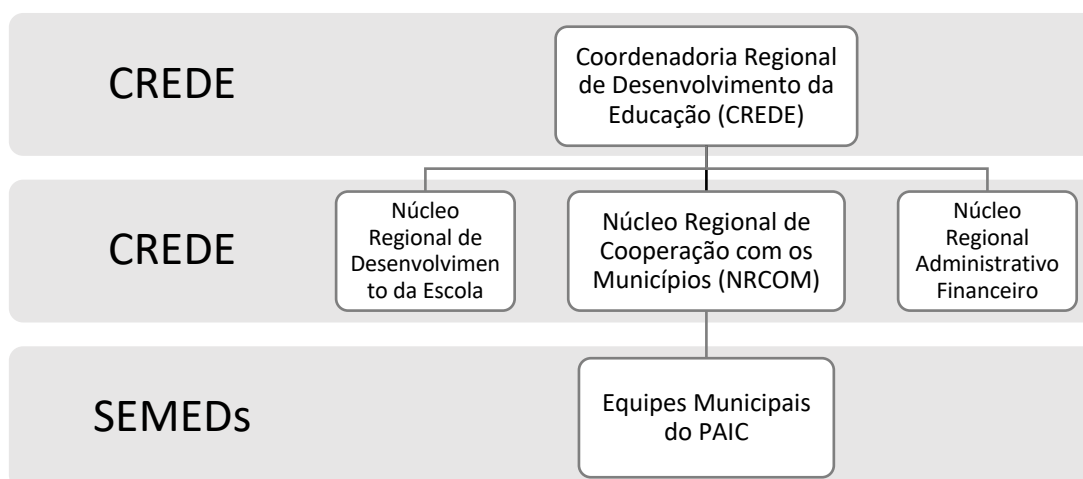 CREDE
Coordenadoria Regional
de Desenvolvimento da
Educação (CREDE)
CREDE
Núcleo
Regional de
Desenvolvimen
to da Escola
Núcleo Regional de
Cooperação com os
Municípios (NRCOM)
Núcleo
Regional
Administrativo
Financeiro
SEMEDs
Equipes Municipais
do PAIC